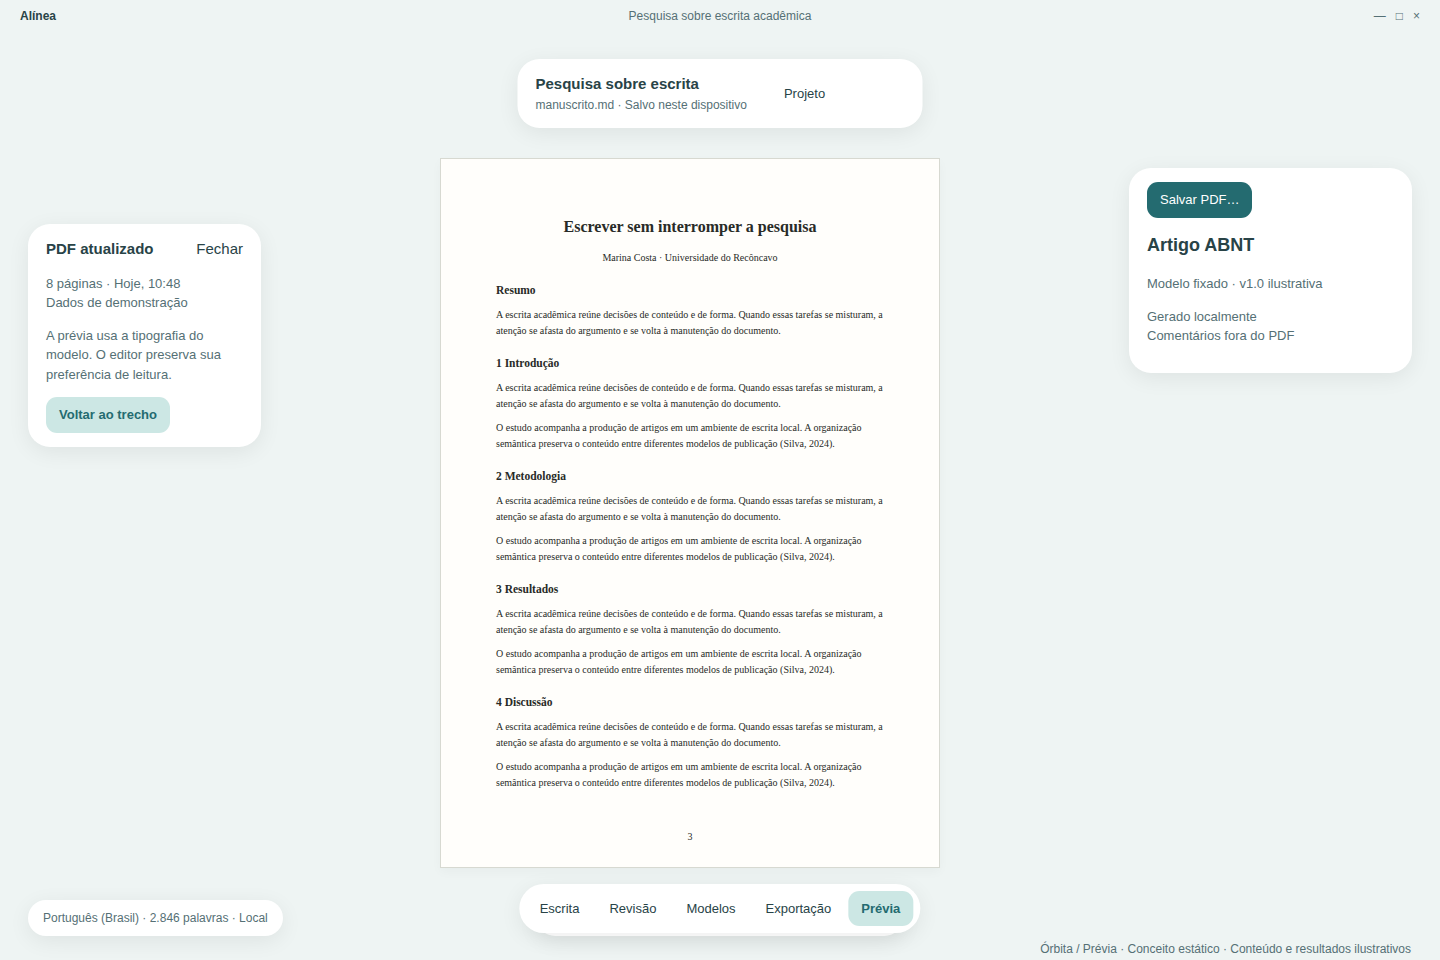 Alínea
Pesquisa sobre escrita acadêmica
— □ ×
Pesquisa sobre escrita
manuscrito.md · Salvo neste dispositivo
Projeto
PDF atualizado
Fechar
8 páginas · Hoje, 10:48
Dados de demonstração
A prévia usa a tipografia do
modelo. O editor preserva sua
preferência de leitura.
Voltar ao trecho
Escrever sem interromper a pesquisa
Marina Costa · Universidade do Recôncavo
Resumo
A escrita acadêmica reúne decisões de conteúdo e de forma. Quando essas tarefas se misturam, a
atenção se afasta do argumento e se volta à manutenção do documento.
1 Introdução
A escrita acadêmica reúne decisões de conteúdo e de forma. Quando essas tarefas se misturam, a
atenção se afasta do argumento e se volta à manutenção do documento.
O estudo acompanha a produção de artigos em um ambiente de escrita local. A organização
semântica preserva o conteúdo entre diferentes modelos de publicação (Silva, 2024).
2 Metodologia
A escrita acadêmica reúne decisões de conteúdo e de forma. Quando essas tarefas se misturam, a
atenção se afasta do argumento e se volta à manutenção do documento.
O estudo acompanha a produção de artigos em um ambiente de escrita local. A organização
semântica preserva o conteúdo entre diferentes modelos de publicação (Silva, 2024).
3 Resultados
A escrita acadêmica reúne decisões de conteúdo e de forma. Quando essas tarefas se misturam, a
atenção se afasta do argumento e se volta à manutenção do documento.
O estudo acompanha a produção de artigos em um ambiente de escrita local. A organização
semântica preserva o conteúdo entre diferentes modelos de publicação (Silva, 2024).
4 Discussão
A escrita acadêmica reúne decisões de conteúdo e de forma. Quando essas tarefas se misturam, a
atenção se afasta do argumento e se volta à manutenção do documento.
O estudo acompanha a produção de artigos em um ambiente de escrita local. A organização
semântica preserva o conteúdo entre diferentes modelos de publicação (Silva, 2024).
3
Salvar PDF…
Artigo ABNT
Modelo fixado · v1.0 ilustrativa
Gerado localmente
Comentários fora do PDF
Português (Brasil) · 2.846 palavras · Local
Escrita
Revisão
Modelos
Exportação
Prévia
Órbita / Prévia · Conceito estático · Conteúdo e resultados ilustrativos